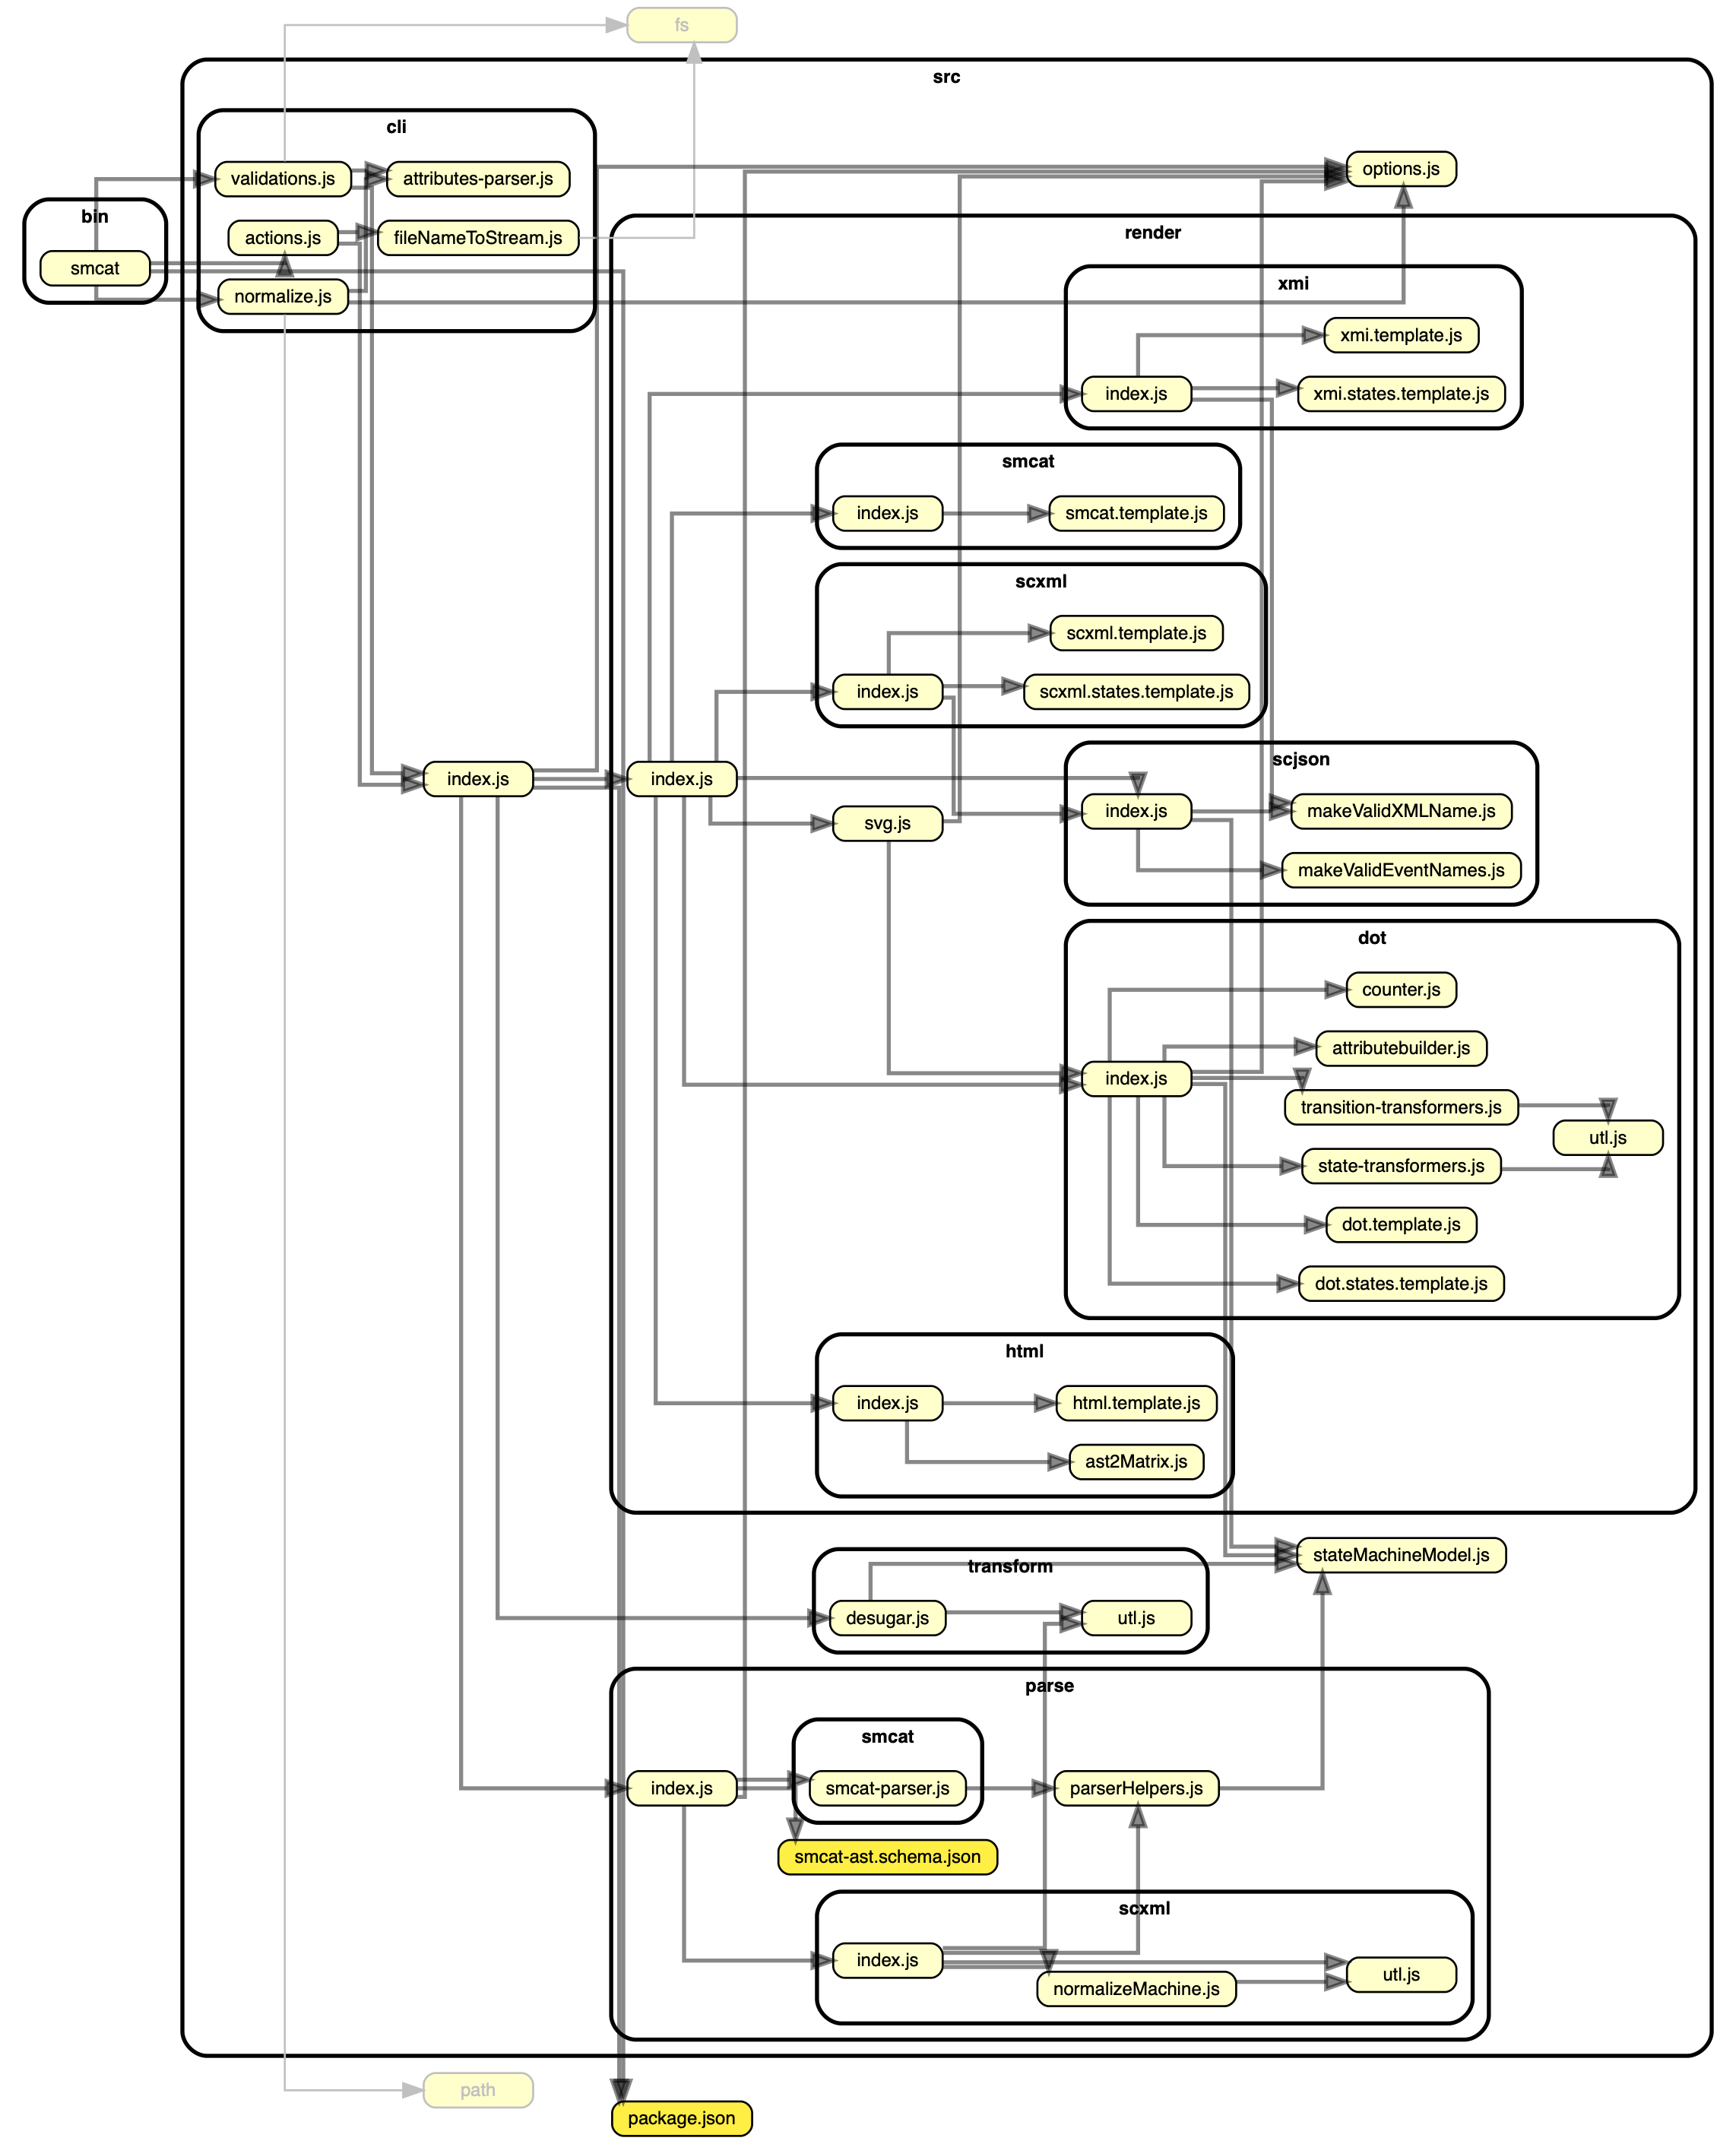 fs
src
cli
validations.js
attributes-parser.js
options.js
bin
actions.js
fileNameToStream.js
render
smcat
normalize.js
xmi
xmi.template.js
index.js
xmi.states.template.js
smcat
index.js
smcat.template.js
scxml
scxml.template.js
index.js
scxml.states.template.js
scjson
index.js
index.js
svg.js
index.js
makeValidXMLName.js
makeValidEventNames.js
dot
counter.js
attributebuilder.js
index.js
transition-transformers.js
utl.js
state-transformers.js
dot.template.js
dot.states.template.js
html
index.js
html.template.js
ast2Matrix.js
stateMachineModel.js
transform
desugar.js
utl.js
parse
smcat
index.js
smcat-parser.js
parserHelpers.js
smcat-ast.schema.json
scxml
index.js
utl.js
normalizeMachine.js
path
package.json